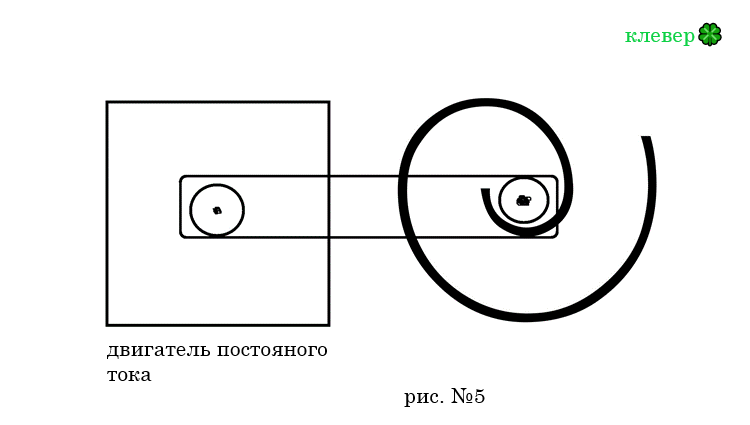 клевер
двигатель постояного
тока
рис. №5